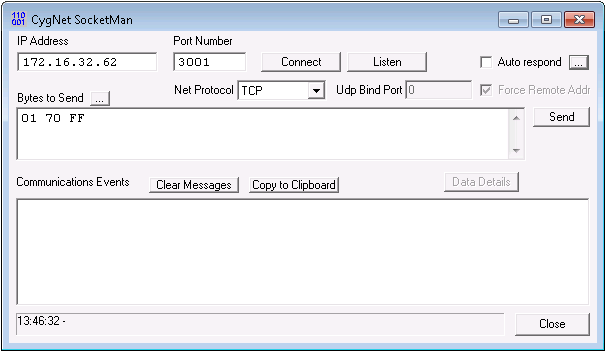 110
001
CygNet SocketMan
IP Address
Port Number
172.16.32.62
3001
Connect
Listen
Auto respond
...
Net Protocol
TCP
Udp Bind Port
0
Force Remote Addr
Bytes to Send
...
01 70 FF
Send
Communications Events
Clear Messages
Copy to Clipboard
Data Details
13:46:32 -
Close